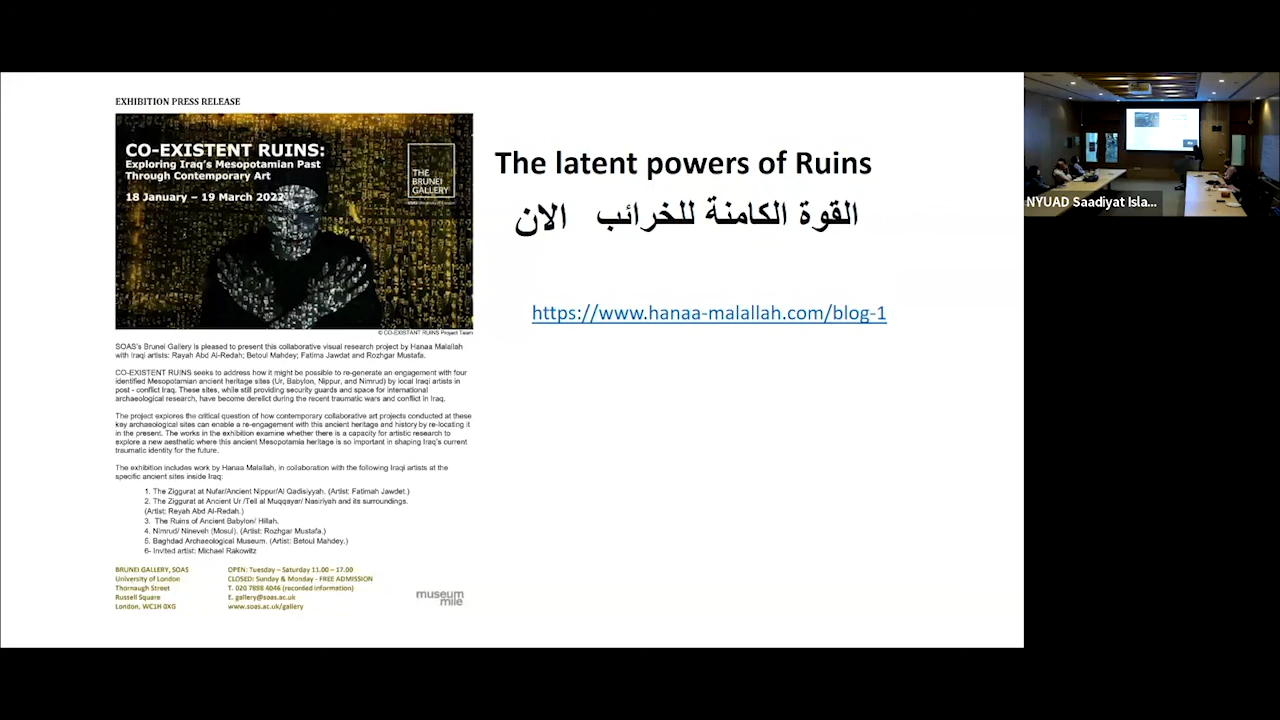 EXHIBITION PRESS RELEASE
CO-EXISTENT RUINS:
Exploring Iraq's Mesopotamian Past
Through Contemporary Art
18 January – 19 March 2022
THE
BRUNEI
GALLERY
© CO-EXISTANT RUINS Project Team
SOAS's Brunei Gallery is pleased to present this collaborative visual research project by Hanaa Malallah
with Iraqi artists: Rayah Abd Al-Redah; Betoul Mahdey; Fatima Jawdat and Rozhgar Mustafa.
CO-EXISTENT RUINS seeks to address how it might be possible to re-generate an engagement with four
identified Mesopotamian ancient heritage sites (Ur, Babylon, Nippur, and Nimrud) by local Iraqi artists in
post - conflict Iraq. These sites, while still providing security guards and space for international
archaeological research, have become derelict during the recent traumatic wars and conflict in Iraq.
The project explores the critical question of how contemporary collaborative art projects conducted at these
key archaeological sites can enable a re-engagement with this ancient heritage and history by re-locating it
in the present. The works in the exhibition examine whether there is a capacity for artistic research to
explore a new aesthetic where this ancient Mesopotamia heritage is so important in shaping Iraq's current
traumatic identity for the future.
The exhibition includes work by Hanaa Malallah, in collaboration with the following Iraqi artists at the
specific ancient sites inside Iraq:
1. The Ziggurat at Nufar/Ancient Nippur/Al Qadisiyyah. (Artist: Fatimah Jawdet.)
2. The Ziggurat at Ancient Ur /Tell al Muqqayar/ Nasiriyah and its surroundings.
(Artist: Reyah Abd Al-Redah.)
3. The Ruins of Ancient Babylon/ Hillah.
4. Nimrud/ Nineveh (Mosul). (Artist: Rozhgar Mustafa.)
5. Baghdad Archaeological Museum. (Artist: Betoul Mahdey.)
6- Invited artist: Michael Rakowitz
BRUNEI GALLERY, SOAS
University of London
Thornaugh Street
Russell Square
London, WC1H 0XG
OPEN: Tuesday – Saturday 11.00 – 17.00
CLOSED: Sunday & Monday - FREE ADMISSION
T. 020 7898 4046 (recorded information)
E. gallery@soas.ac.uk
www.soas.ac.uk/gallery
museum
mile
The latent powers of Ruins
القوة الكامنة للخرائب الان
https://www.hanaa-malallah.com/blog-1
NYUAD Saadiyat Isla...